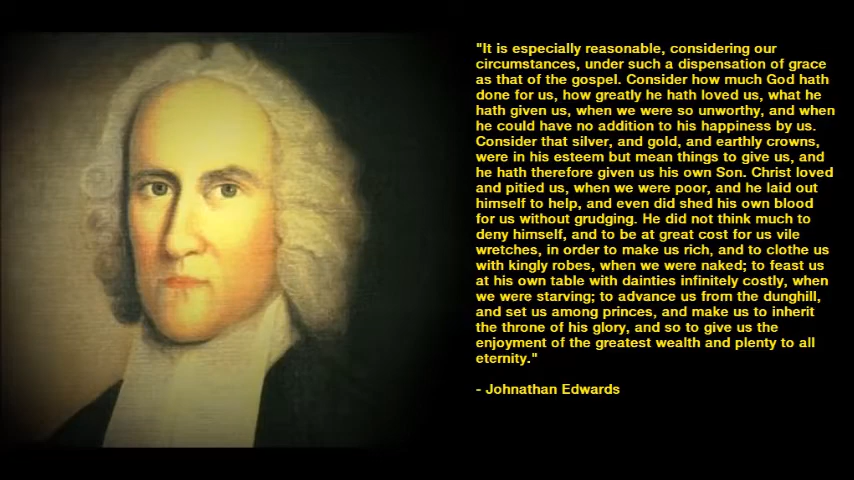 "It is especially reasonable, considering our
circumstances, under such a dispensation of grace
as that of the gospel. Consider how much God hath
done for us, how greatly he hath loved us, what he
hath given us, when we were so unworthy, and when
he could have no addition to his happiness by us.
Consider that silver, and gold, and earthly crowns,
were in his esteem but mean things to give us, and
he hath therefore given us his own Son. Christ loved
and pitied us, when we were poor, and he laid out
himself to help, and even did shed his own blood
for us without grudging. He did not think much to
deny himself, and to be at great cost for us vile
wretches, in order to make us rich, and to clothe us
with kingly robes, when we were naked; to feast us
at his own table with dainties infinitely costly, when
we were starving; to advance us from the dunghill,
and set us among princes, and make us to inherit
the throne of his glory, and so to give us the
enjoyment of the greatest wealth and plenty to all
eternity."
- Johnathan Edwards